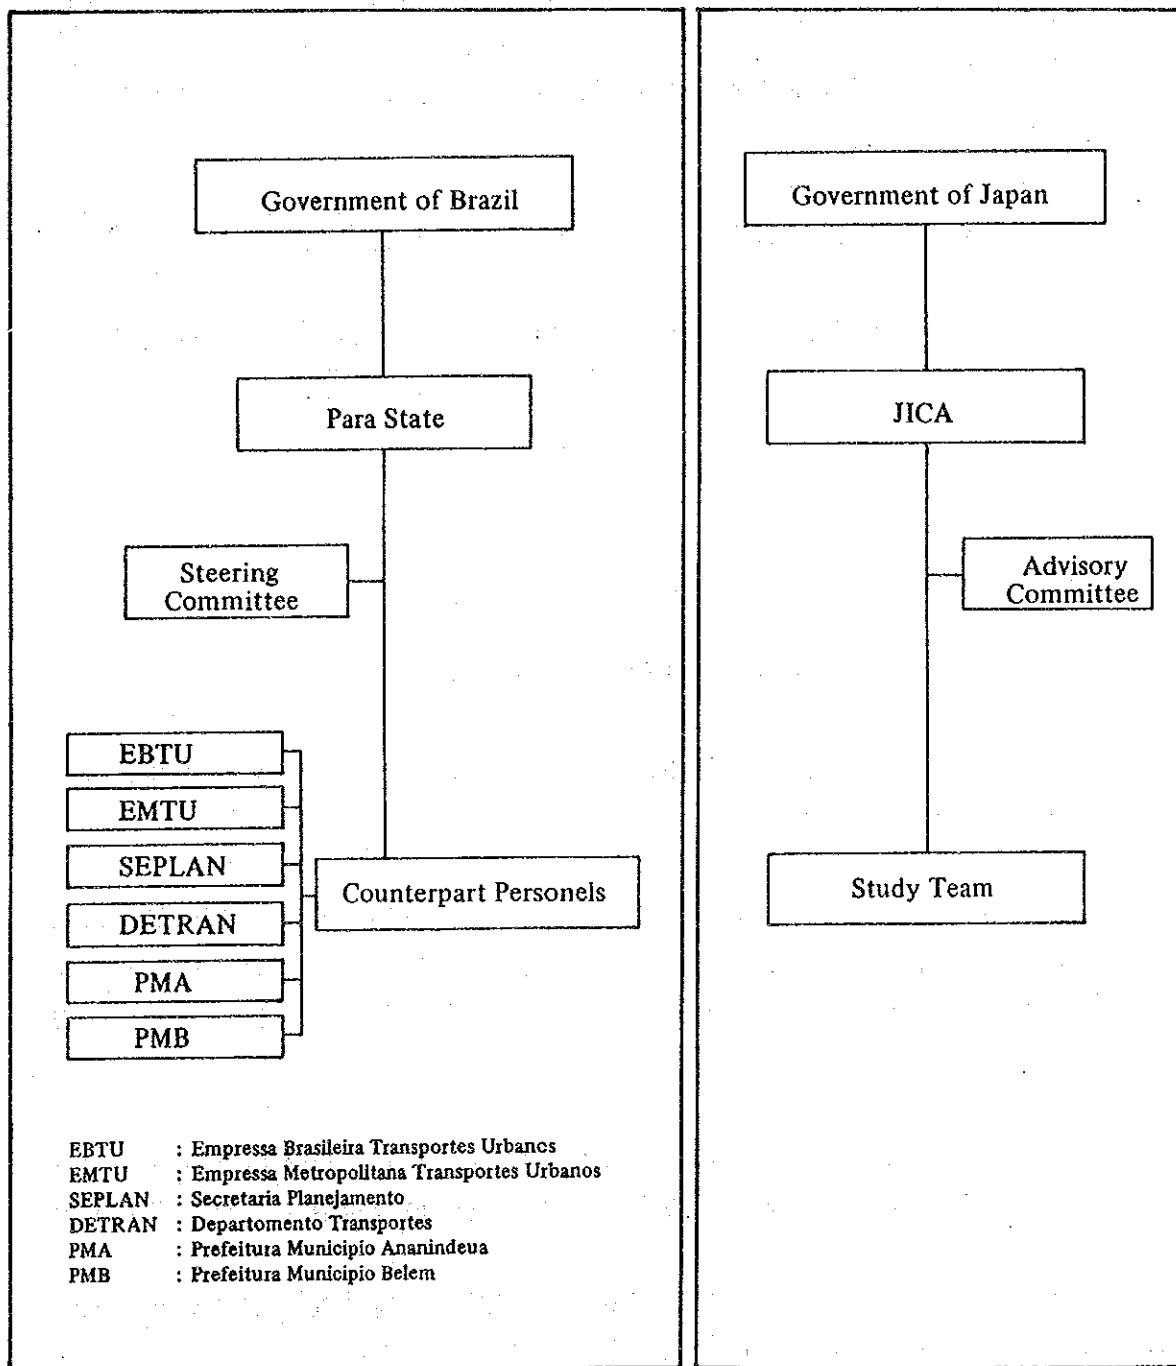 Government of Brazil
Para State
Steering
Committee
EBTU
EMTU
SEPLAN
DETRAN
PMA
PMB
Counterpart Personels
EBTU : Empressa Brasileira Transportes Urbanos
EMTU : Empressa Metropolitana Transportes Urbanos
SEPLAN : Secretaria Planejamento
DETRAN : Departomento Transportes
PMA : Prefeitura Municipio Ananindeua
PMB : Prefeitura Municipio Belem
Government of Japan
JICA
Advisory
Committee
Study Team